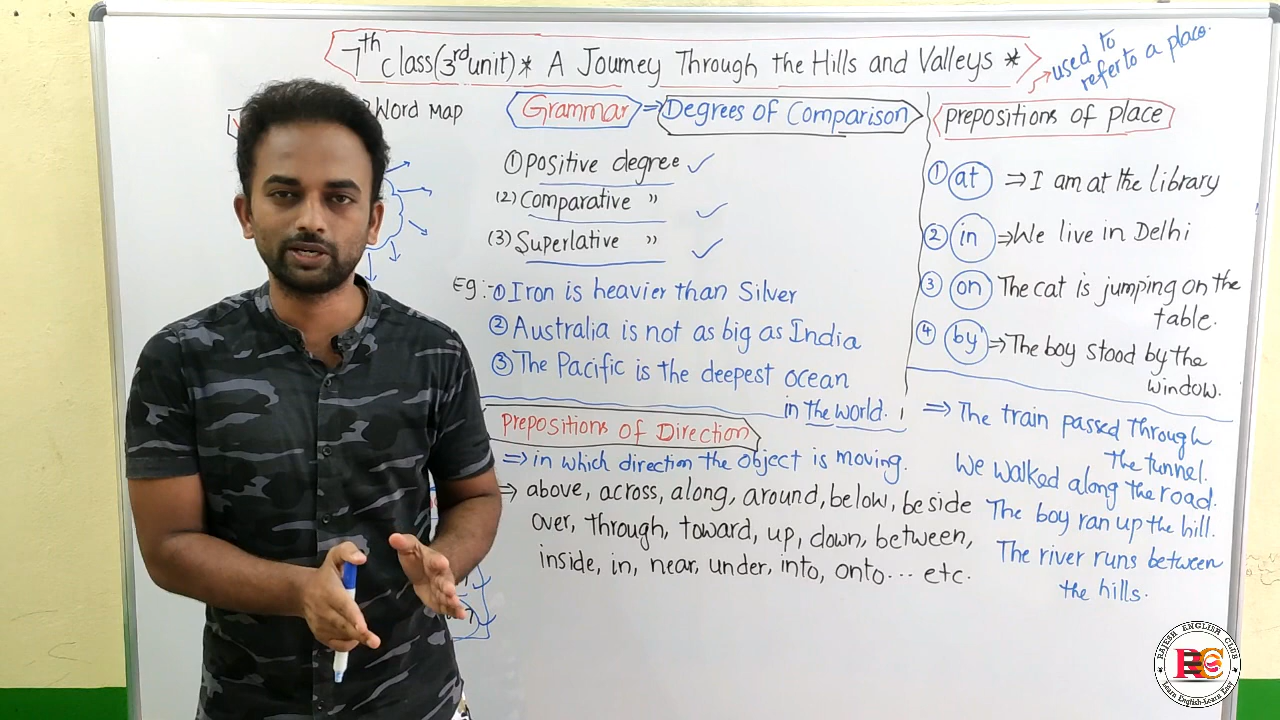 7th class(3rd unit) * A Journey Through the Hills and Valleys *
used to
refer to a place.
Word Map
Grammar ⇒ Degrees of Comparison
① Positive degree ✓
(2) Comparative " ✓
(3) Superlative " ✓
Eg:- ① Iron is heavier than Silver
② Australia is not as big as India
③ The Pacific is the deepest ocean
in the world.
prepositions of place
① at ⇒ I am at the library
② in ⇒ We live in Delhi
③ on The cat is jumping on the
table.
④ by ⇒ The boy stood by the
window.
Prepositions of Direction
⇒ in which direction the object is moving.
⇒ above, across, along, around, below, beside
over, through, toward, up, down, between,
inside, in, near, under, into, onto... etc.
⇒ The train passed through
the tunnel.
We walked along the road.
The boy ran up the hill.
The river runs between
the hills.
RAJESH ENGLISH CLUB
REC